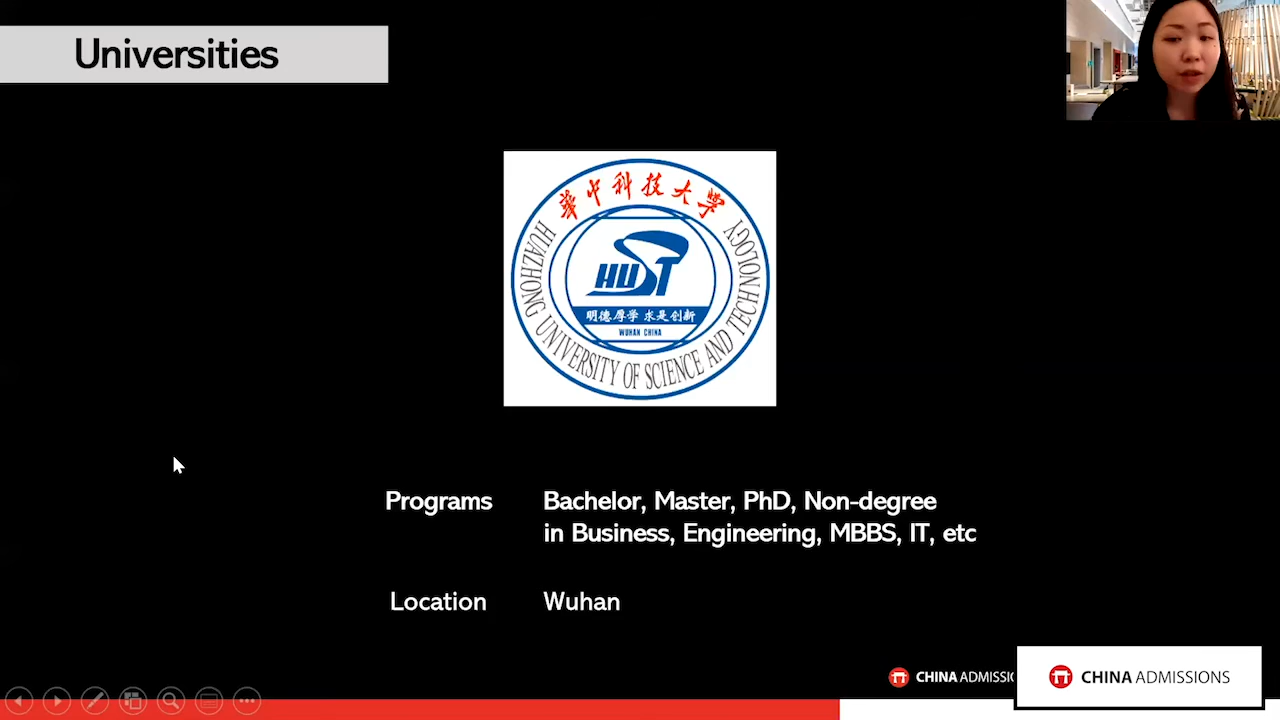 Universities
華中科技大學
HUAZHONG UNIVERSITY OF SCIENCE AND TECHNOLOGY
HUST
明德厚学 求是创新
WUHAN CHINA
Programs Bachelor, Master, PhD, Non-degree
in Business, Engineering, MBBS, IT, etc
Location Wuhan
CHINA ADMISSIO
CHINA ADMISSIONS